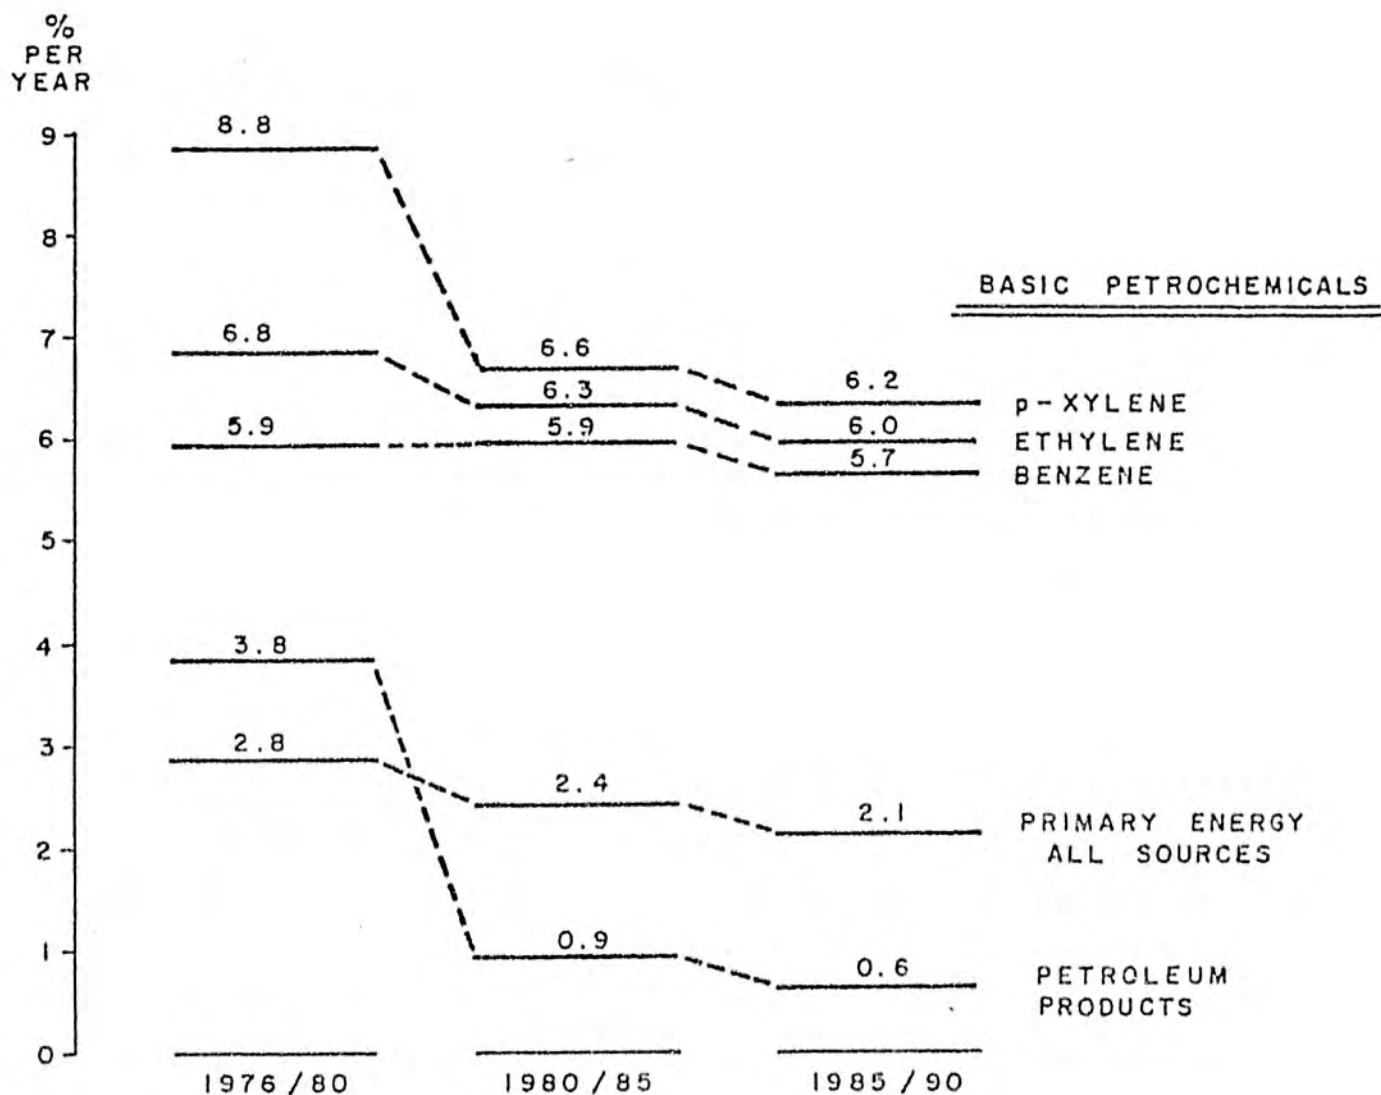 %
PER
YEAR
9
8.8
8
BASIC PETROCHEMICALS
7
6.8
6.6
6.3
6.2
p-XYLENE
6
5.9
5.9
6.0
ETHYLENE
5.7
BENZENE
5
4
3.8
3
2.8
2.4
2.1
PRIMARY ENERGY
ALL SOURCES
2
1
0.9
0.6
PETROLEUM
PRODUCTS
0
1976/80
1980/85
1985/90